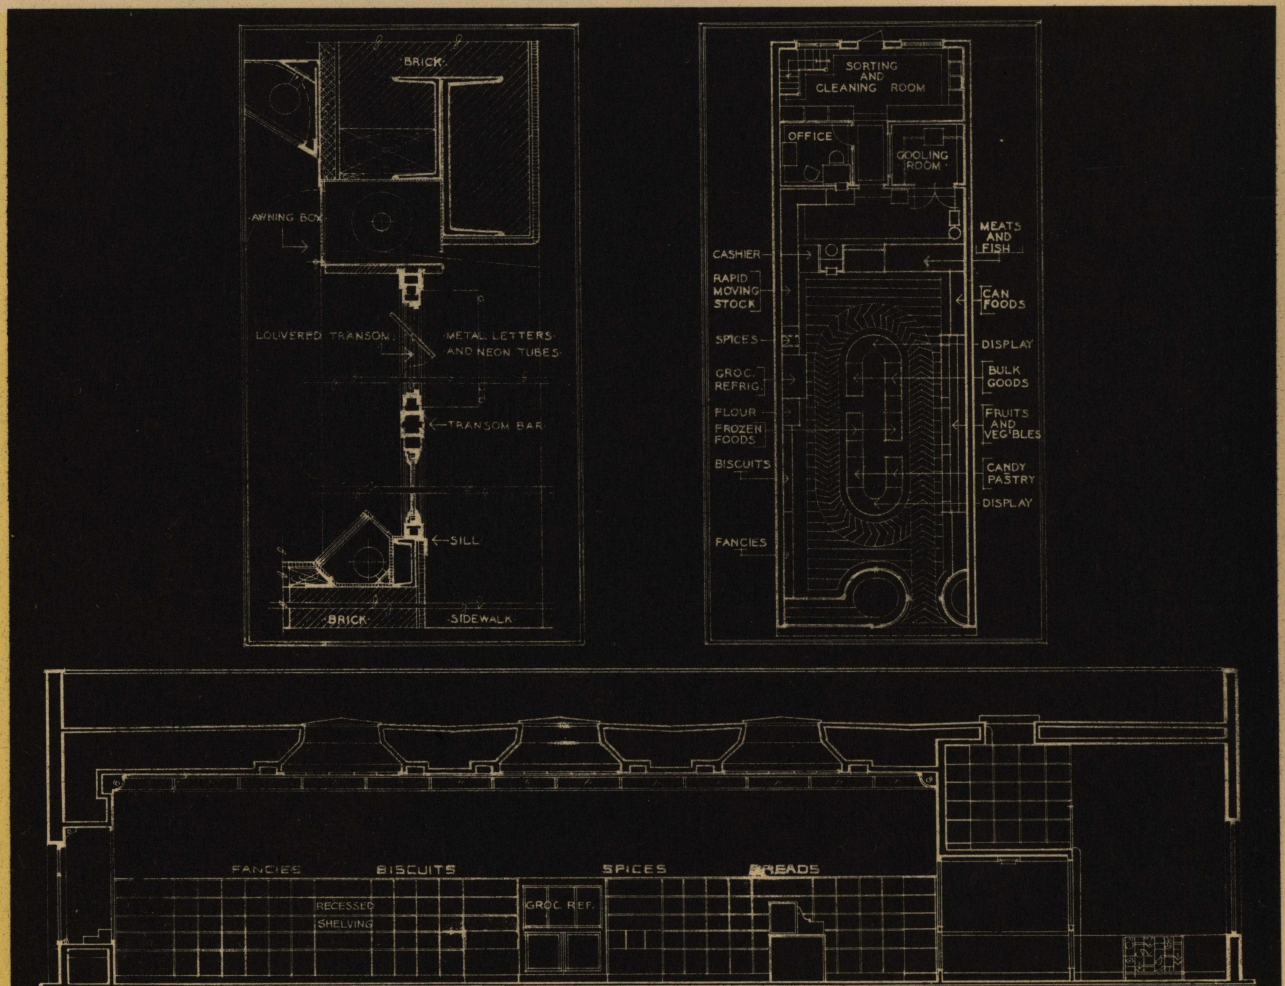 BRICK
AWNING BOX
LOUVERED TRANSOM
METAL LETTERS
AND NEON TUBES
TRANSOM BAR
SILL
BRICK
SIDEWALK
SORTING
AND
CLEANING ROOM
OFFICE
COOLING
ROOM
CASHIER
RAPID
MOVING
STOCK
SPICES
GROC.
REFRIG.
FLOUR
FROZEN
FOODS
BISCUITS
FANCIES
MEATS
AND
FISH
CAN
FOODS
DISPLAY
BULK
GOODS
FRUITS
AND
VEG'BLES
CANDY
PASTRY
DISPLAY
FANCIES BISCUITS SPICES BREADS
RECESSED
SHELVING
GROC. REF.